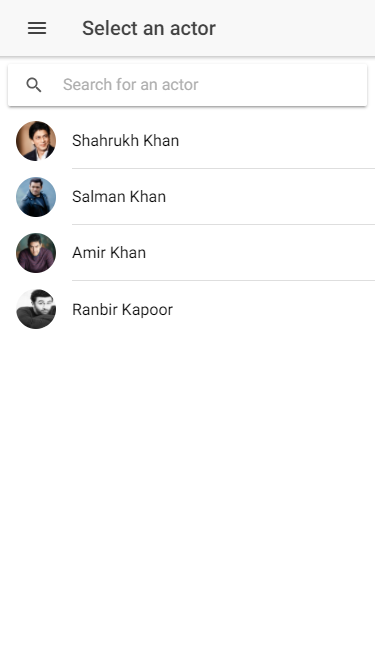 Select an actor
Search for an actor
Shahrukh Khan
Salman Khan
Amir Khan
Ranbir Kapoor